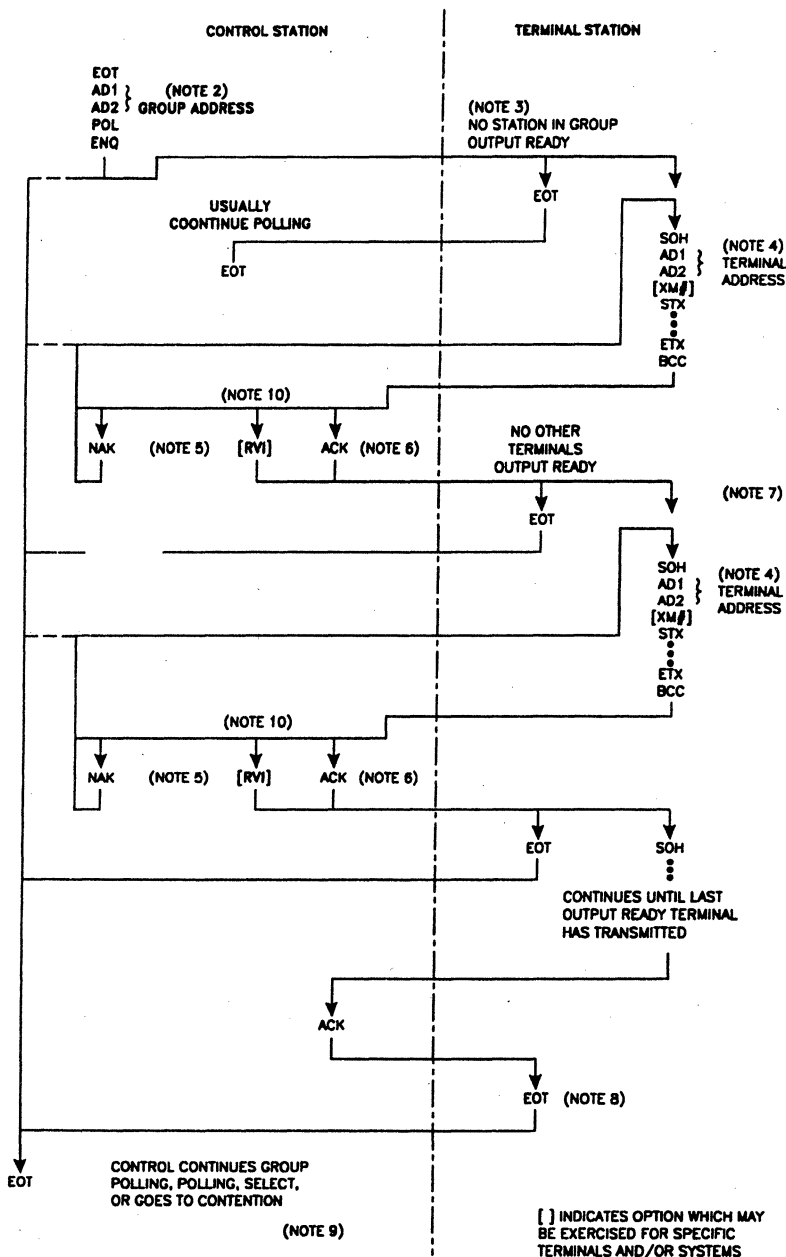 CONTROL STATION
TERMINAL STATION
EOT
AD1
AD2
POL
ENQ
(NOTE 2)
GROUP ADDRESS
(NOTE 3)
NO STATION IN GROUP
OUTPUT READY
EOT
USUALLY
COONTINUE POLLING
EOT
SOH
AD1
AD2
[XM#]
STX
ETX
BCC
(NOTE 4)
TERMINAL
ADDRESS
(NOTE 10)
NAK
(NOTE 5)
[RVI]
ACK
(NOTE 6)
NO OTHER
TERMINALS
OUTPUT READY
(NOTE 7)
EOT
SOH
AD1
AD2
[XM#]
STX
ETX
BCC
(NOTE 4)
TERMINAL
ADDRESS
(NOTE 10)
NAK
(NOTE 5)
[RVI]
ACK
(NOTE 6)
EOT
SOH
CONTINUES UNTIL LAST
OUTPUT READY TERMINAL
HAS TRANSMITTED
ACK
EOT
(NOTE 8)
EOT
CONTROL CONTINUES GROUP
POLLING, POLLING, SELECT,
OR GOES TO CONTENTION
(NOTE 9)
[ ] INDICATES OPTION WHICH MAY
BE EXERCISED FOR SPECIFIC
TERMINALS AND/OR SYSTEMS